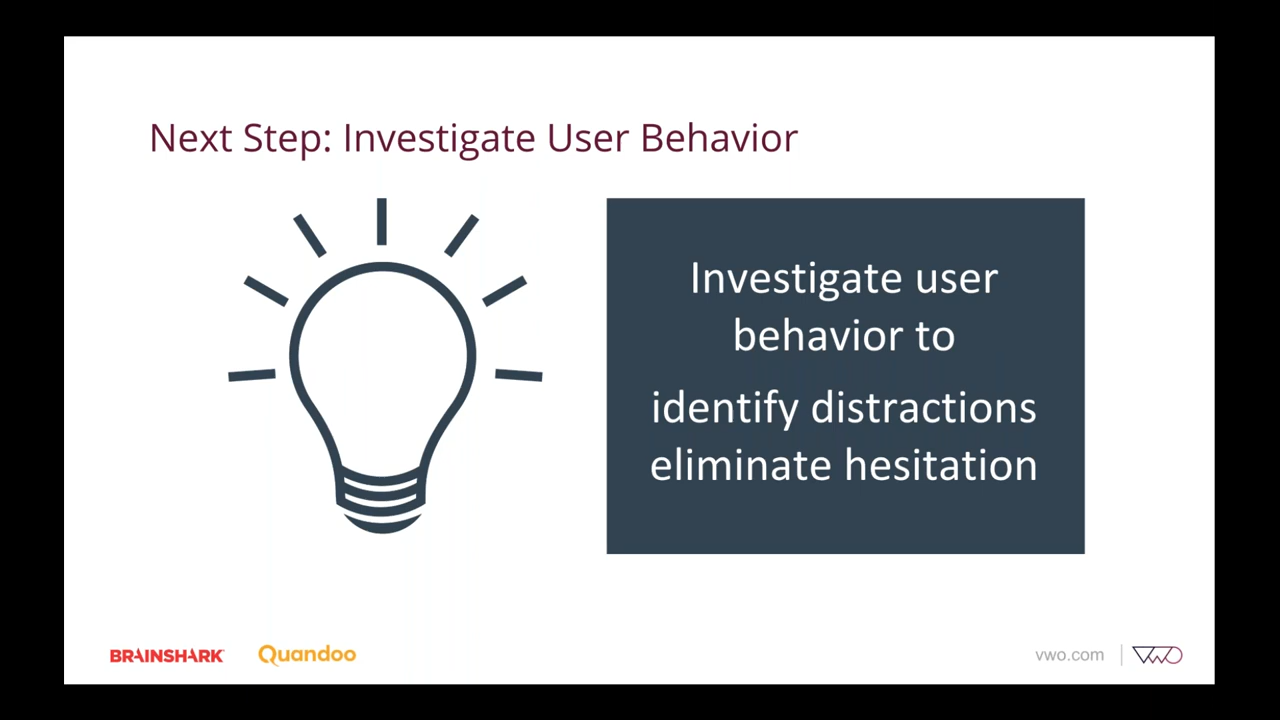 Next Step: Investigate User Behavior
Investigate user
behavior to
identify distractions
eliminate hesitation
BRAINSHARK
Quandoo
vwo.com
VWO